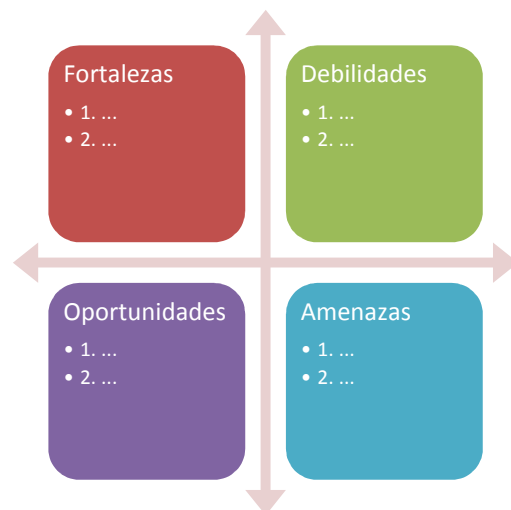 Fortalezas
• 1. ...
• 2. ...
Debilidades
• 1. ...
• 2. ...
Oportunidades
• 1. ...
• 2. ...
Amenazas
• 1. ...
• 2. ...